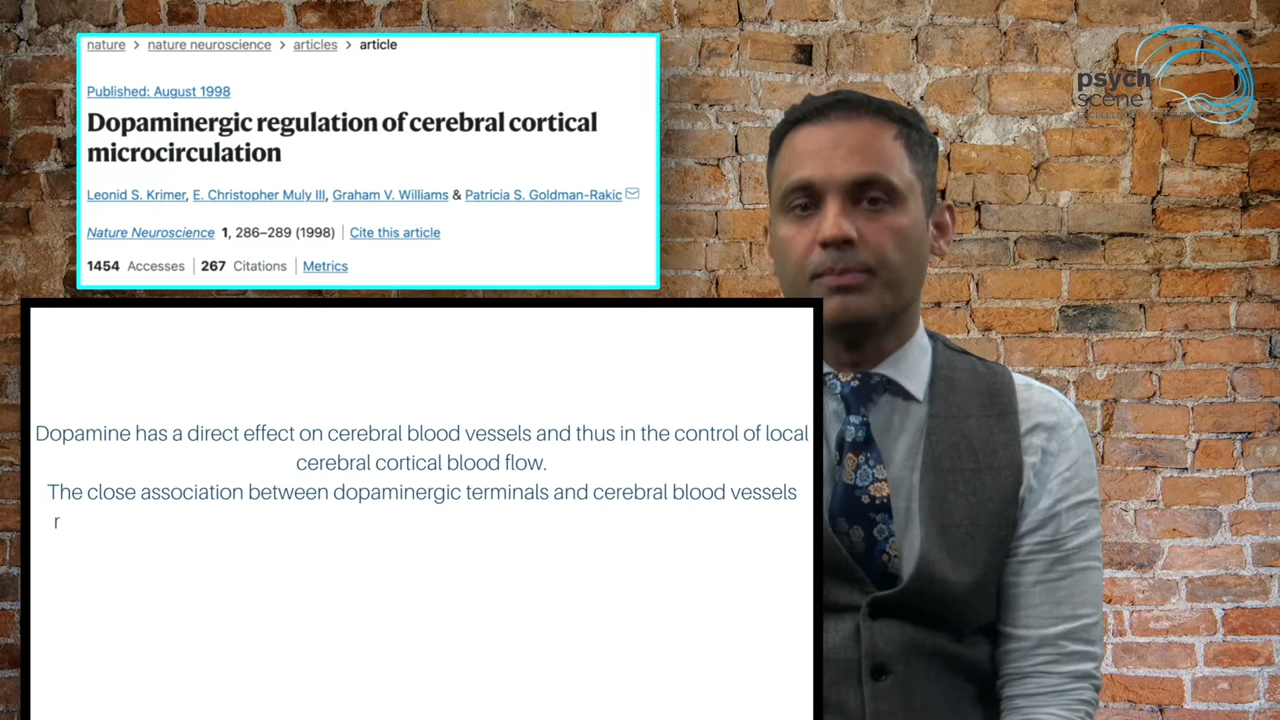 nature > nature neuroscience > articles > article
Published: August 1998
Dopaminergic regulation of cerebral cortical
microcirculation
Leonid S. Krimer, E. Christopher Muly III, Graham V. Williams & Patricia S. Goldman-Rakic
Nature Neuroscience 1, 286–289 (1998) | Cite this article
1454 Accesses | 267 Citations | Metrics
psych
scene
Dopamine has a direct effect on cerebral blood vessels and thus in the control of local
cerebral cortical blood flow.
The close association between dopaminergic terminals and cerebral blood vessels
r